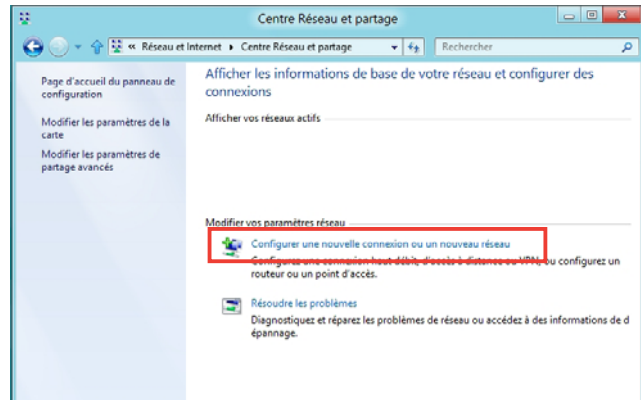 Centre Réseau et partage
« Réseau et Internet ▸ Centre Réseau et partage
Rechercher
Page d'accueil du panneau de
configuration
Modifier les paramètres de la
carte
Modifier les paramètres de
partage avancés
Afficher les informations de base de votre réseau et configurer des
connexions
Afficher vos réseaux actifs
Modifier vos paramètres réseau
Configurer une nouvelle connexion ou un nouveau réseau
Configurez une connexion haut débit, d'accès à distance ou VPN, ou configurez un
routeur ou un point d'accès.
Résoudre les problèmes
Diagnostiquez et réparez les problèmes de réseau ou accédez à des informations de d
épannage.